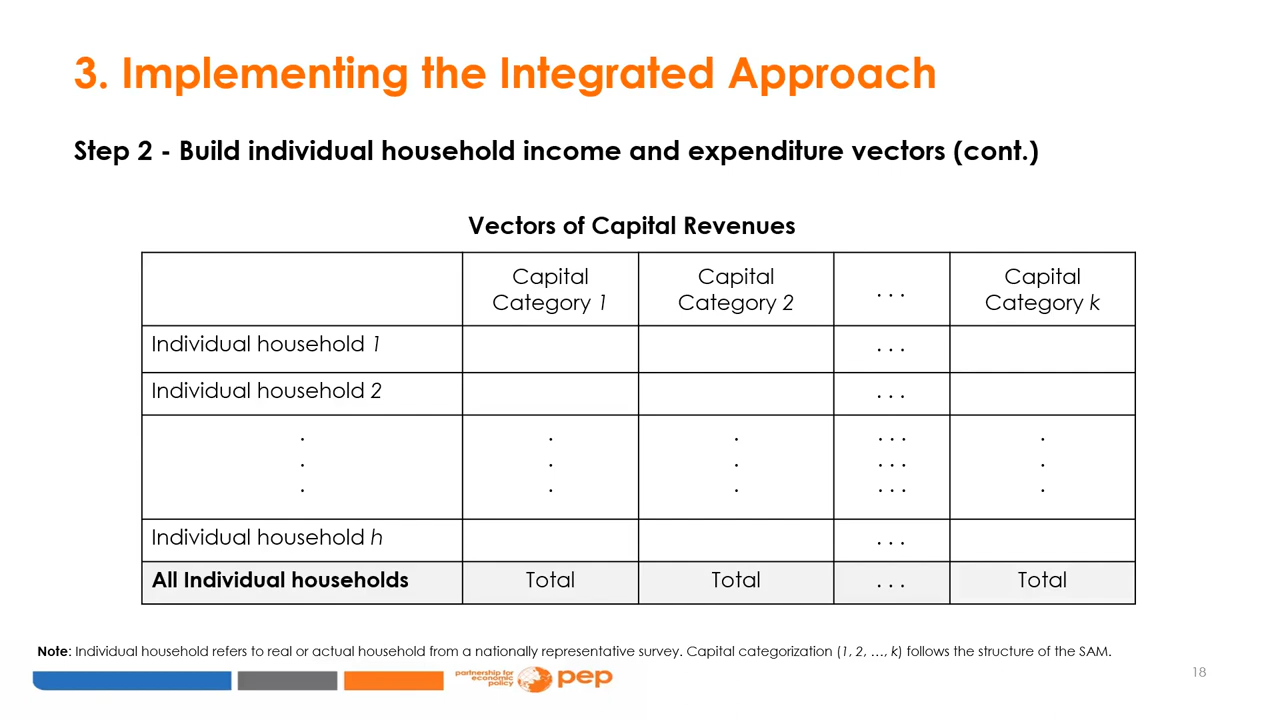 3. Implementing the Integrated Approach
Step 2 - Build individual household income and expenditure vectors (cont.)
Vectors of Capital Revenues
Capital Category 1
Capital Category 2
. . .
Capital Category k
Individual household 1
. . .
Individual household 2
. . .
. . . . . . .
. . . . . . .
. . . . . . .
Individual household h
. . .
All Individual households Total Total . . . Total
Note: Individual household refers to real or actual household from a nationally representative survey. Capital categorization (1, 2, …, k) follows the structure of the SAM.
partnership for
economic
policy
pep
18